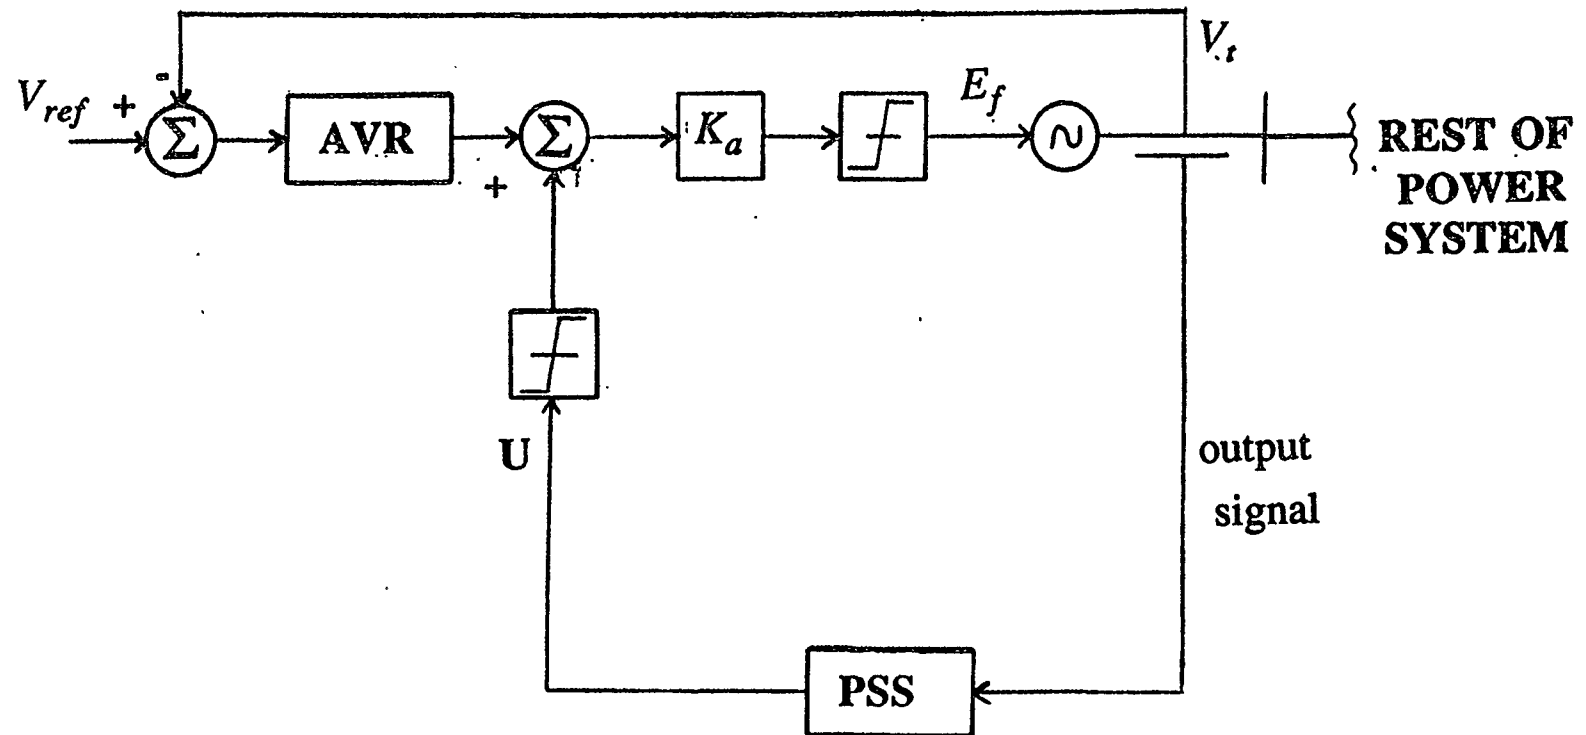 V_t
V_ref + -
Σ
AVR
+
Σ
K_a
E_f
~
REST OF
POWER
SYSTEM
U
output
signal
PSS